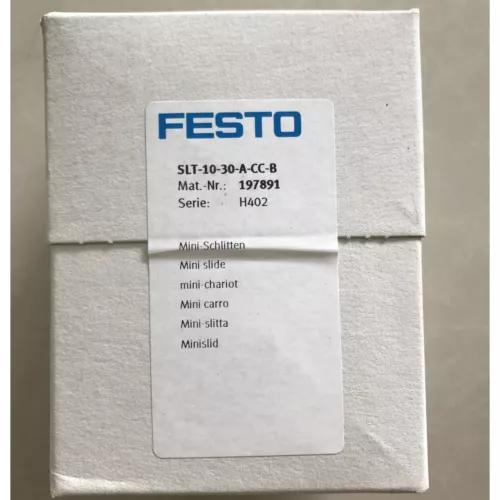 FESTO
SLT-10-30-A-CC-B
Mat.-Nr.: 197891
Serie: H402
Mini-Schlitten
Mini slide
mini-chariot
Mini carro
Mini-slitta
Minislid